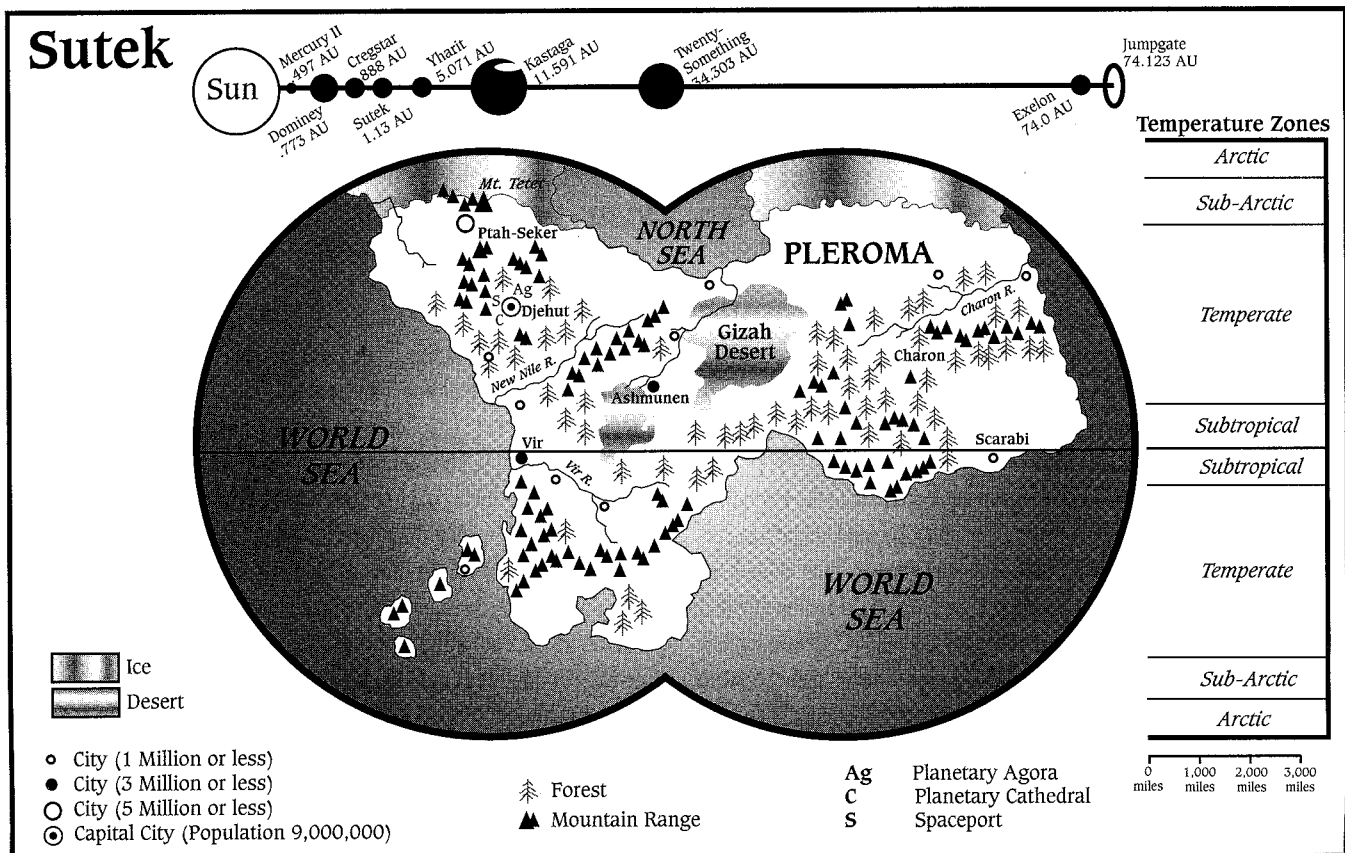 Sutek
Sun
Mercury II
.497 AU
Dominey
.773 AU
Cregstar
.888 AU
Sutek
1.13 AU
Yharit
5.071 AU
Kastaga
11.591 AU
Twenty-
Something
34.303 AU
Exelon
74.0 AU
Jumpgate
74.123 AU
Temperature Zones
Arctic
Sub-Arctic
Temperate
Subtropical
Subtropical
Temperate
Sub-Arctic
Arctic
Mt. Tetet
Ptah-Seker
NORTH
SEA
PLEROMA
Ag
S
Djehut
C
Charon R.
Gizah
Desert
Charon
New Nile R.
Ashmunen
WORLD
SEA
Vir
Vir R.
Scarabi
WORLD
SEA
Ice
Desert
City (1 Million or less)
City (3 Million or less)
City (5 Million or less)
Capital City (Population 9,000,000)
Forest
Mountain Range
Ag Planetary Agora
C Planetary Cathedral
S Spaceport
0 1,000 2,000 3,000
miles miles miles miles